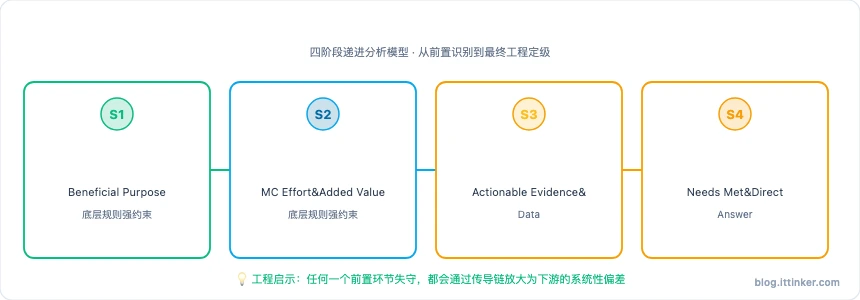 四阶段递进分析模型 · 从前置识别到最终工程定级
S1
S2
S3
S4
Beneficial Purpose
MC Effort&Added Value
Actionable Evidence&
Needs Met&Direct
底层规则强约束
底层规则强约束
Data
Answer
💡 工程启示：任何一个前置环节失守，都会通过传导链放大为下游的系统性偏差
blog.ittinker.com